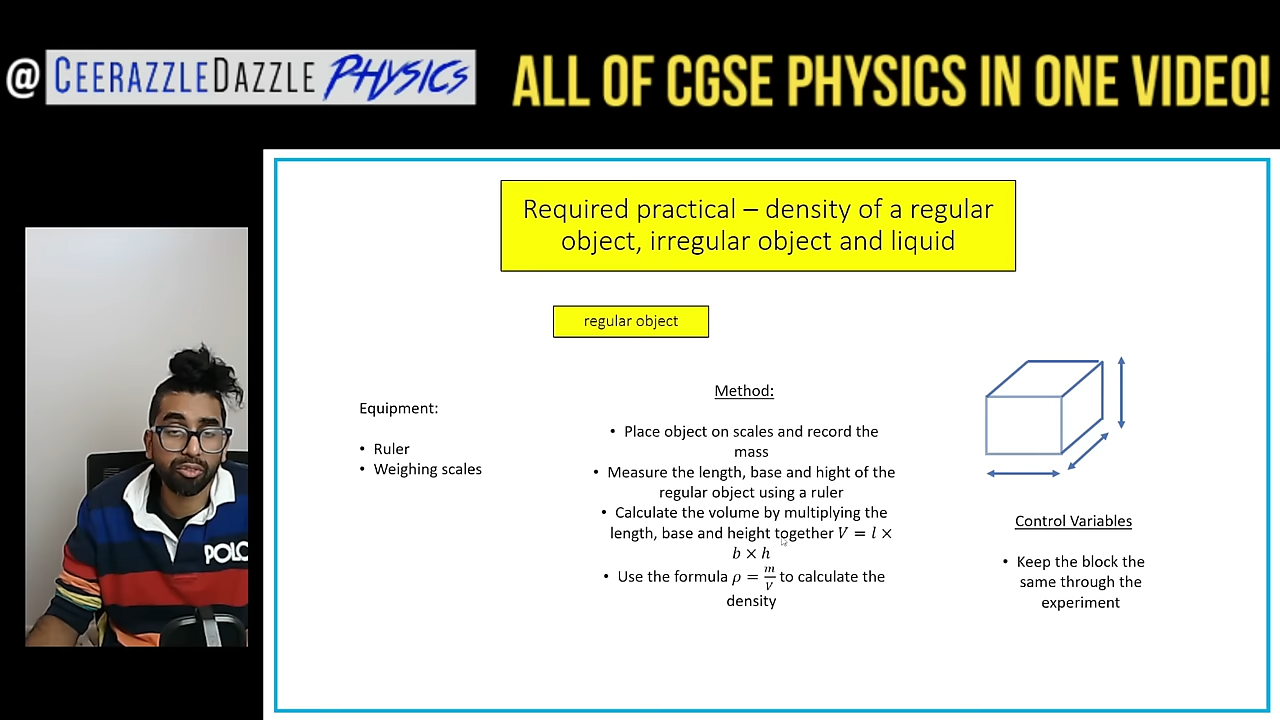 @ CEERAZZLEDAZZLE PHYSICS
ALL OF CGSE PHYSICS IN ONE VIDEO!
Required practical – density of a regular
object, irregular object and liquid
regular object
Equipment:
• Ruler
• Weighing scales
Method:
• Place object on scales and record the
mass
• Measure the length, base and hight of the
regular object using a ruler
• Calculate the volume by multiplying the
length, base and height together V = l ×
b × h
• Use the formula ρ = m/V to calculate the
density
Control Variables
• Keep the block the
same through the
experiment
POLO